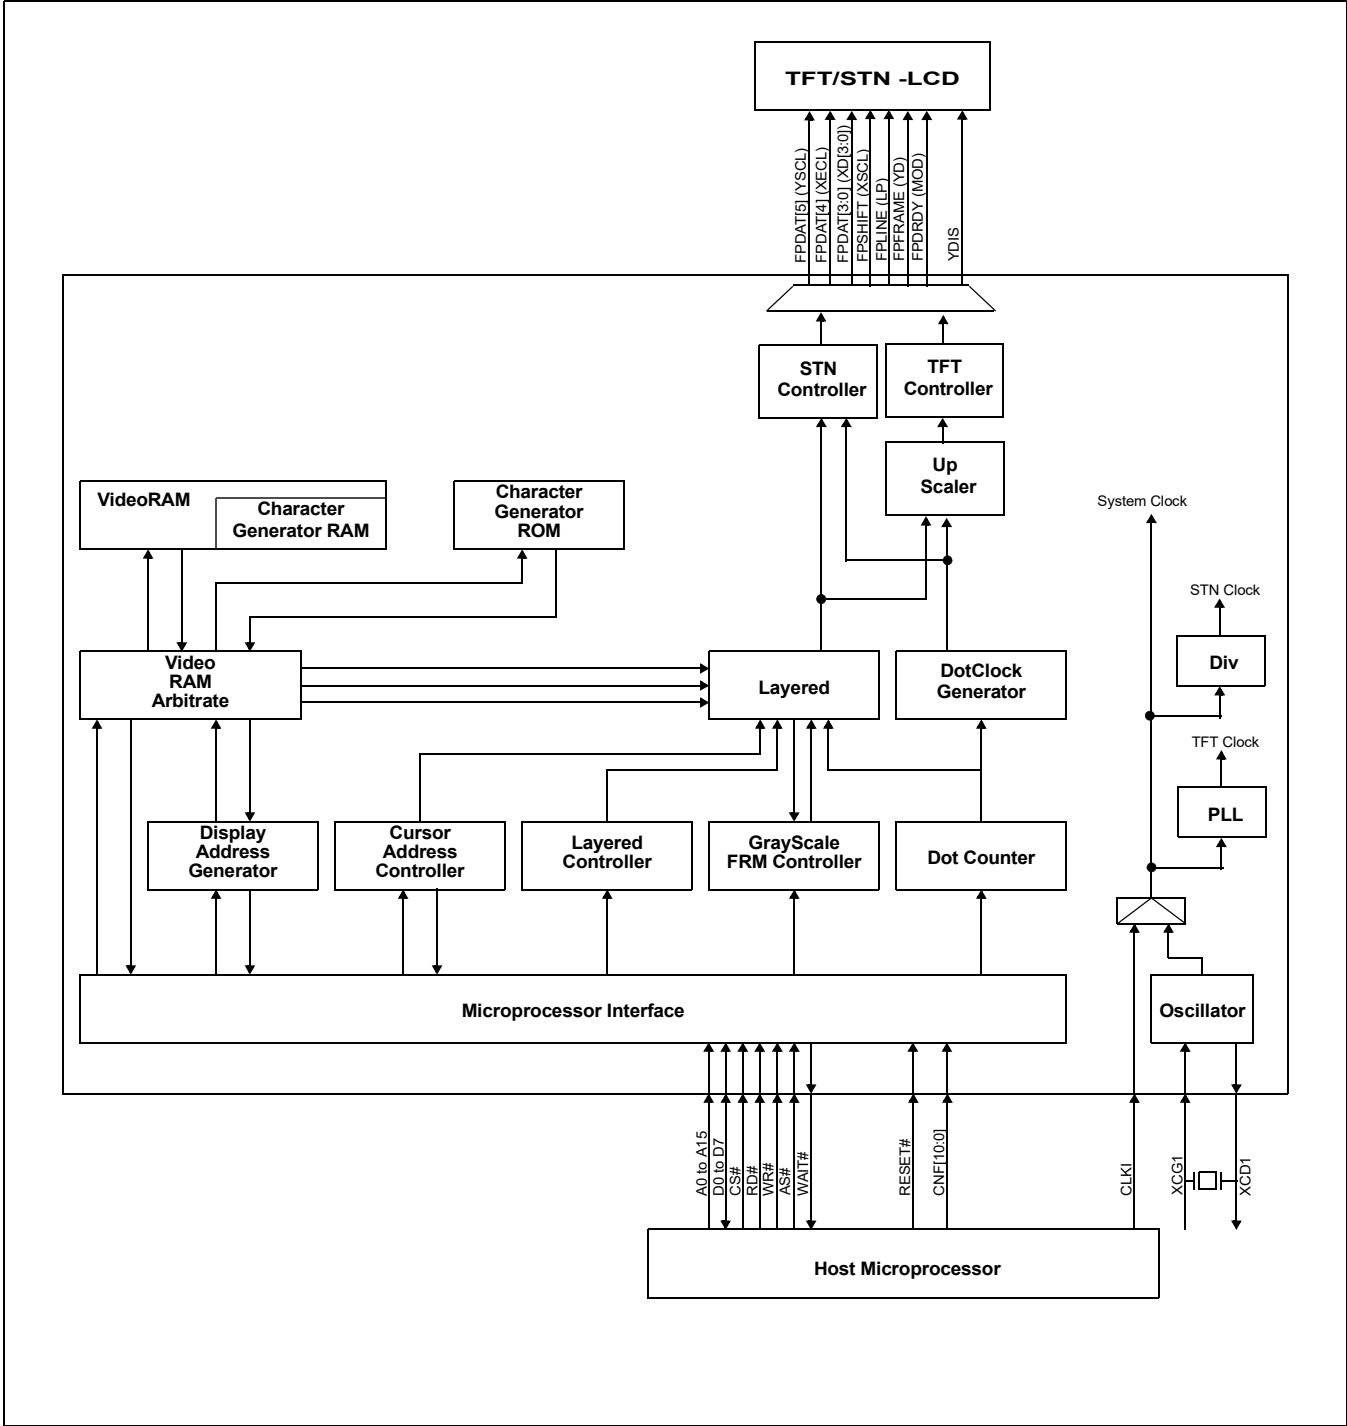 TFT/STN -LCD
FPDAT[5] (YSCL)
FPDAT[4] (XECL)
FPDAT[3:0] (XD[3:0])
FPSHIFT (XSCL)
FPLINE (LP)
FPFRAME (YD)
FPDRDY (MOD)
YDIS
STN
Controller
TFT
Controller
Up
Scaler
VideoRAM
Character
Generator RAM
Character
Generator
ROM
System Clock
STN Clock
Div
TFT Clock
PLL
Video
RAM
Arbitrate
Layered
DotClock
Generator
Display
Address
Generator
Cursor
Address
Controller
Layered
Controller
GrayScale
FRM Controller
Dot Counter
Microprocessor Interface
Oscillator
A0 to A15
D0 to D7
CS#
RD#
WR#
AS#
WAIT#
RESET#
CNF[10:0]
CLKI
XCG1
XCD1
Host Microprocessor